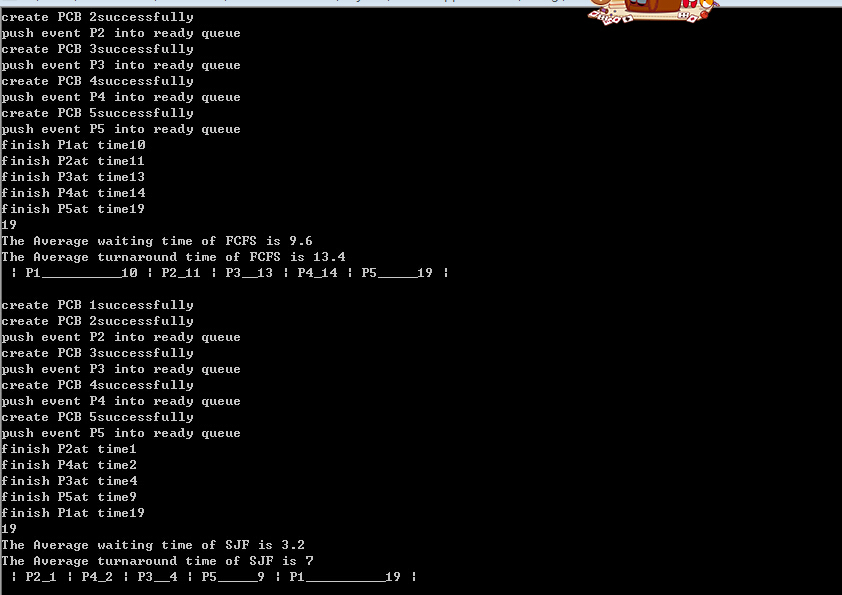 create PCB 2successfully
push event P2 into ready queue
create PCB 3successfully
push event P3 into ready queue
create PCB 4successfully
push event P4 into ready queue
create PCB 5successfully
push event P5 into ready queue
finish P1at time10
finish P2at time11
finish P3at time13
finish P4at time14
finish P5at time19
19
The Average waiting time of FCFS is 9.6
The Average turnaround time of FCFS is 13.4
| P1__________10 | P2_11 | P3__13 | P4_14 | P5_____19 |
create PCB 1successfully
create PCB 2successfully
push event P2 into ready queue
create PCB 3successfully
push event P3 into ready queue
create PCB 4successfully
push event P4 into ready queue
create PCB 5successfully
push event P5 into ready queue
finish P2at time1
finish P4at time2
finish P3at time4
finish P5at time9
finish P1at time19
19
The Average waiting time of SJF is 3.2
The Average turnaround time of SJF is 7
| P2_1 | P4_2 | P3__4 | P5_____9 | P1__________19 |